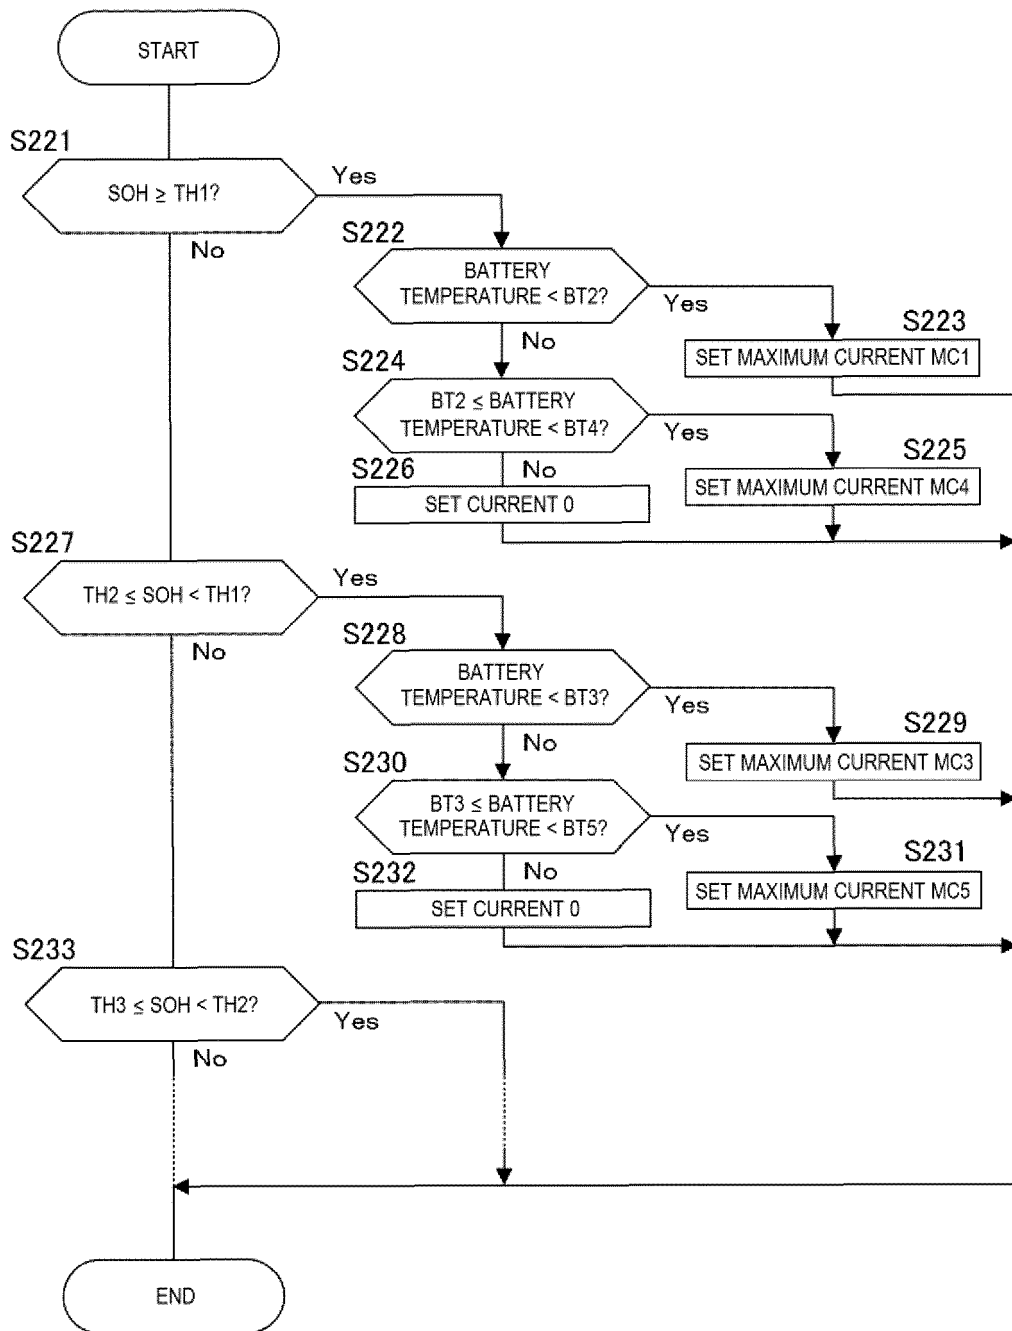 START
S221
SOH ≥ TH1?
Yes
No
S222
BATTERY
TEMPERATURE < BT2?
Yes
No
S223
SET MAXIMUM CURRENT MC1
S224
BT2 ≤ BATTERY
TEMPERATURE < BT4?
Yes
No
S225
SET MAXIMUM CURRENT MC4
S226
SET CURRENT 0
S227
TH2 ≤ SOH < TH1?
Yes
No
S228
BATTERY
TEMPERATURE < BT3?
Yes
No
S229
SET MAXIMUM CURRENT MC3
S230
BT3 ≤ BATTERY
TEMPERATURE < BT5?
Yes
No
S231
SET MAXIMUM CURRENT MC5
S232
SET CURRENT 0
S233
TH3 ≤ SOH < TH2?
Yes
No
END